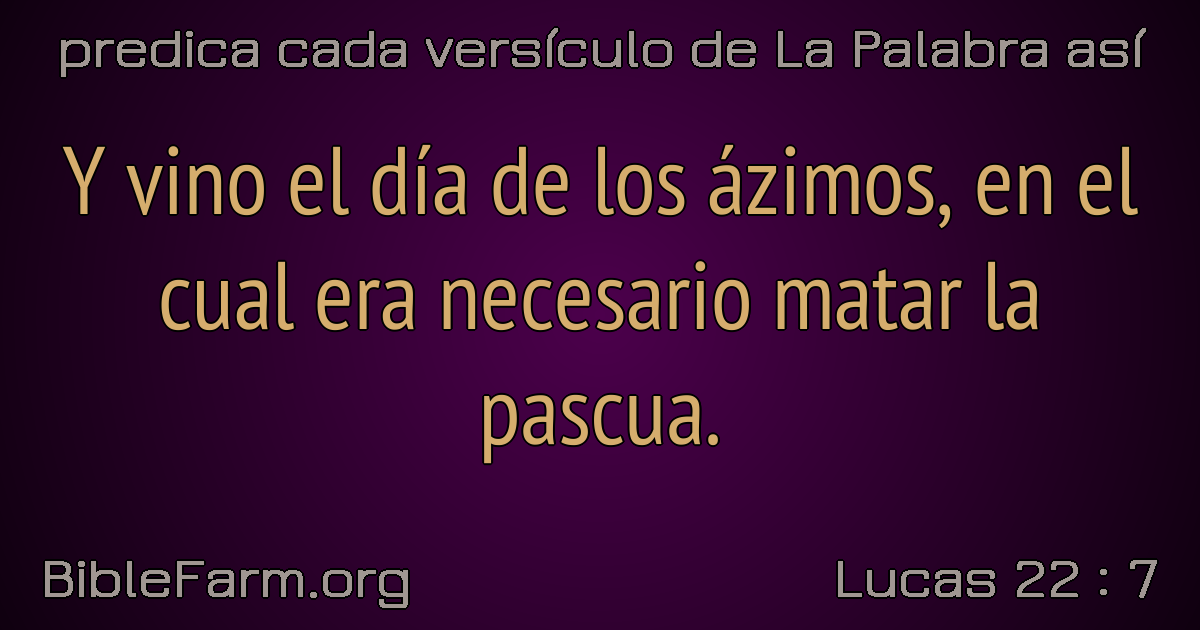 predica cada versículo de La Palabra así
Y vino el día de los ázimos, en el
cual era necesario matar la
pascua.
BibleFarm.org
Lucas 22 : 7